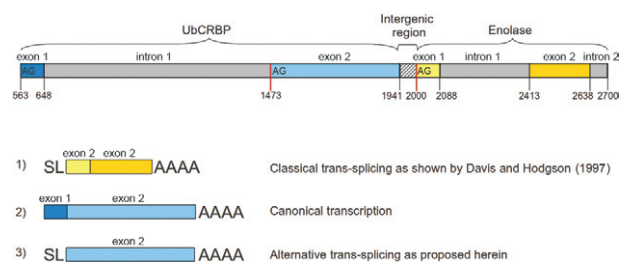 UbCRBP Intergenic region Enolase
exon 1 intron 1 exon 2 exon 1 intron 1 exon 2 intron 2
AG AG AG
563 648 1473 1941 2000 2088 2413 2638 2700
exon 2 exon 2
1) SL AAAA Classical trans-splicing as shown by Davis and Hodgson (1997)
exon 1 exon 2
2) AAAA Canonical transcription
exon 2
3) SL AAAA Alternative trans-splicing as proposed herein